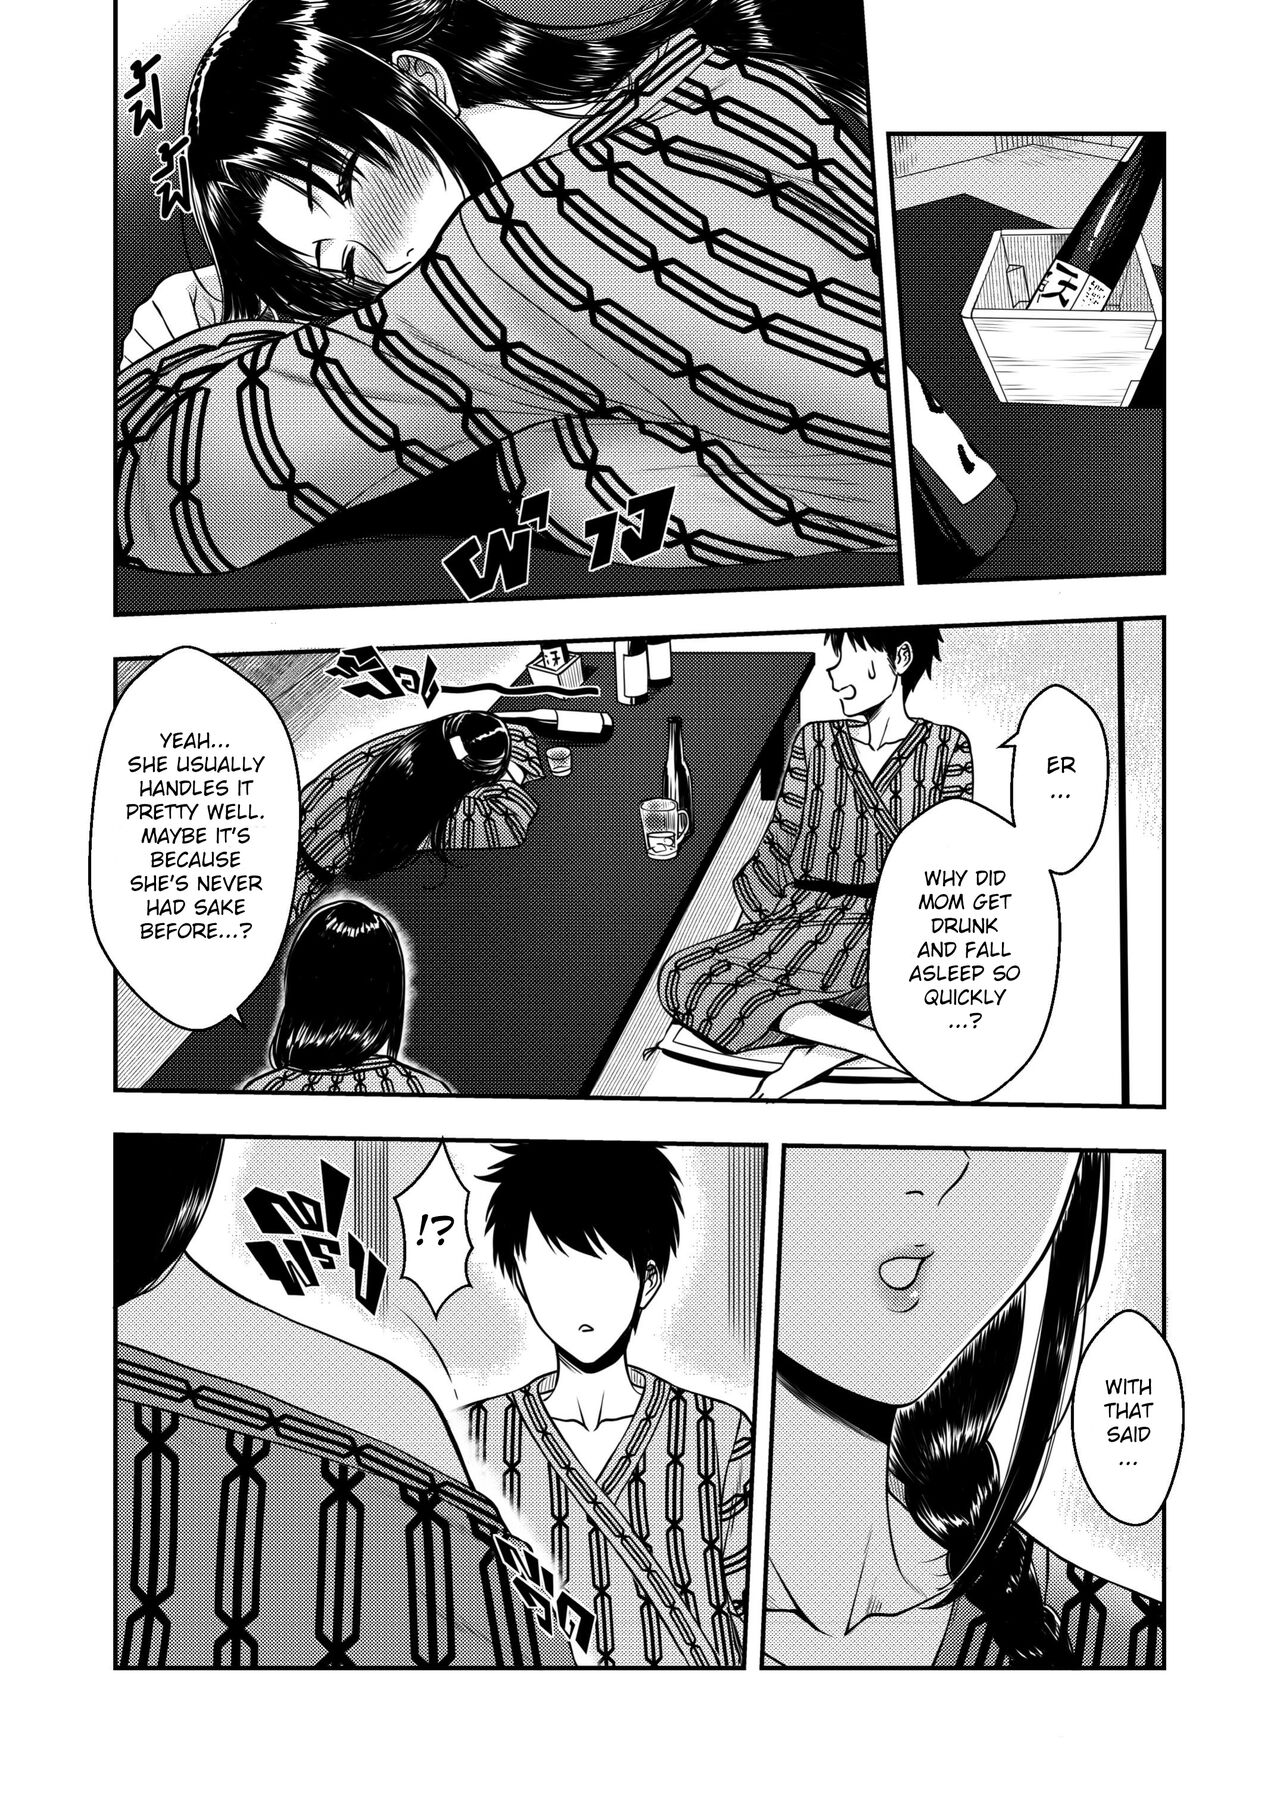 ER
...
WHY DID
MOM GET
DRUNK
AND FALL
ASLEEP SO
QUICKLY
...?
YEAH...
SHE USUALLY
HANDLES IT
PRETTY WELL.
MAYBE IT'S
BECAUSE
SHE'S NEVER
HAD SAKE
BEFORE...?
WITH
THAT
SAID
...
!?